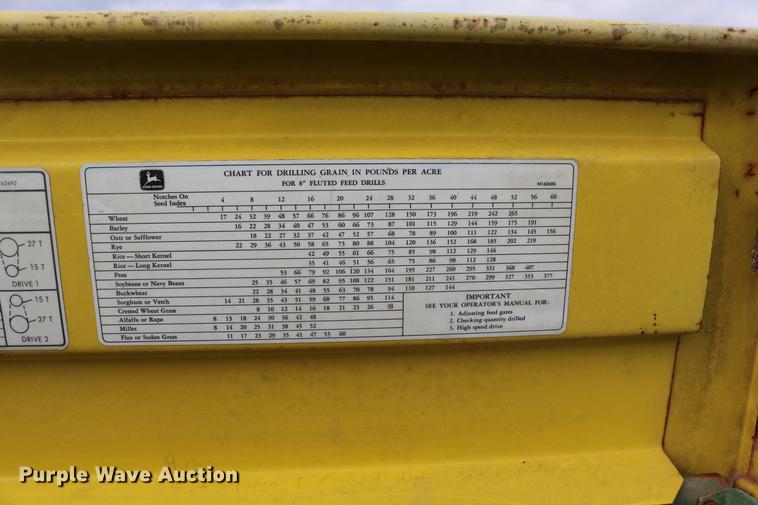 62692
27 T
15 T
DRIVE 1
15 T
27 T
DRIVE 2
JOHN DEERE
CHART FOR DRILLING GRAIN IN POUNDS PER ACRE
FOR 8" FLUTED FEED DRILLS
N162686
Notches On
Seed Index 4 8 12 16 20 24 28 32 36 40 44 48 52 56 60
Wheat 17 24 32 39 48 57 66 76 86 96 107 128 150 173 196 219 242 265
Barley 16 22 28 34 40 47 53 60 66 73 87 101 115 129 144 159 175 191
Oats or Safflower 18 22 27 32 37 42 47 52 57 68 78 89 100 111 122 134 145 156
Rye 22 29 36 43 50 58 65 73 80 88 104 120 136 152 168 185 202 219
Rice — Short Kernel 42 49 55 61 66 75 85 98 112 129 146
Rice — Long Kernel 35 41 46 51 56 65 75 86 98 112 128
Peas 53 66 79 92 106 120 134 164 195 227 260 295 331 368 407
Soybeans or Navy Beans 25 35 46 57 69 82 95 108 122 151 181 211 241 270 299 327 353 377
Buckwheat 22 28 34 41 48 55 63 70 78 94 110 127 144
Sorghum or Vetch 14 21 28 35 43 51 59 68 77 86 95 114
Crested Wheat Grass 8 10 12 14 16 18 21 23 26 31
Alfalfa or Rape 8 13 18 24 30 36 42 48
Millet 8 14 20 25 31 38 45 52
Flax or Sudan Grass 11 17 23 29 35 41 47 53 60
IMPORTANT
SEE YOUR OPERATOR'S MANUAL FOR:
1. Adjusting feed gates
2. Checking quantity drilled
3. High speed drive
Purple Wave Auction